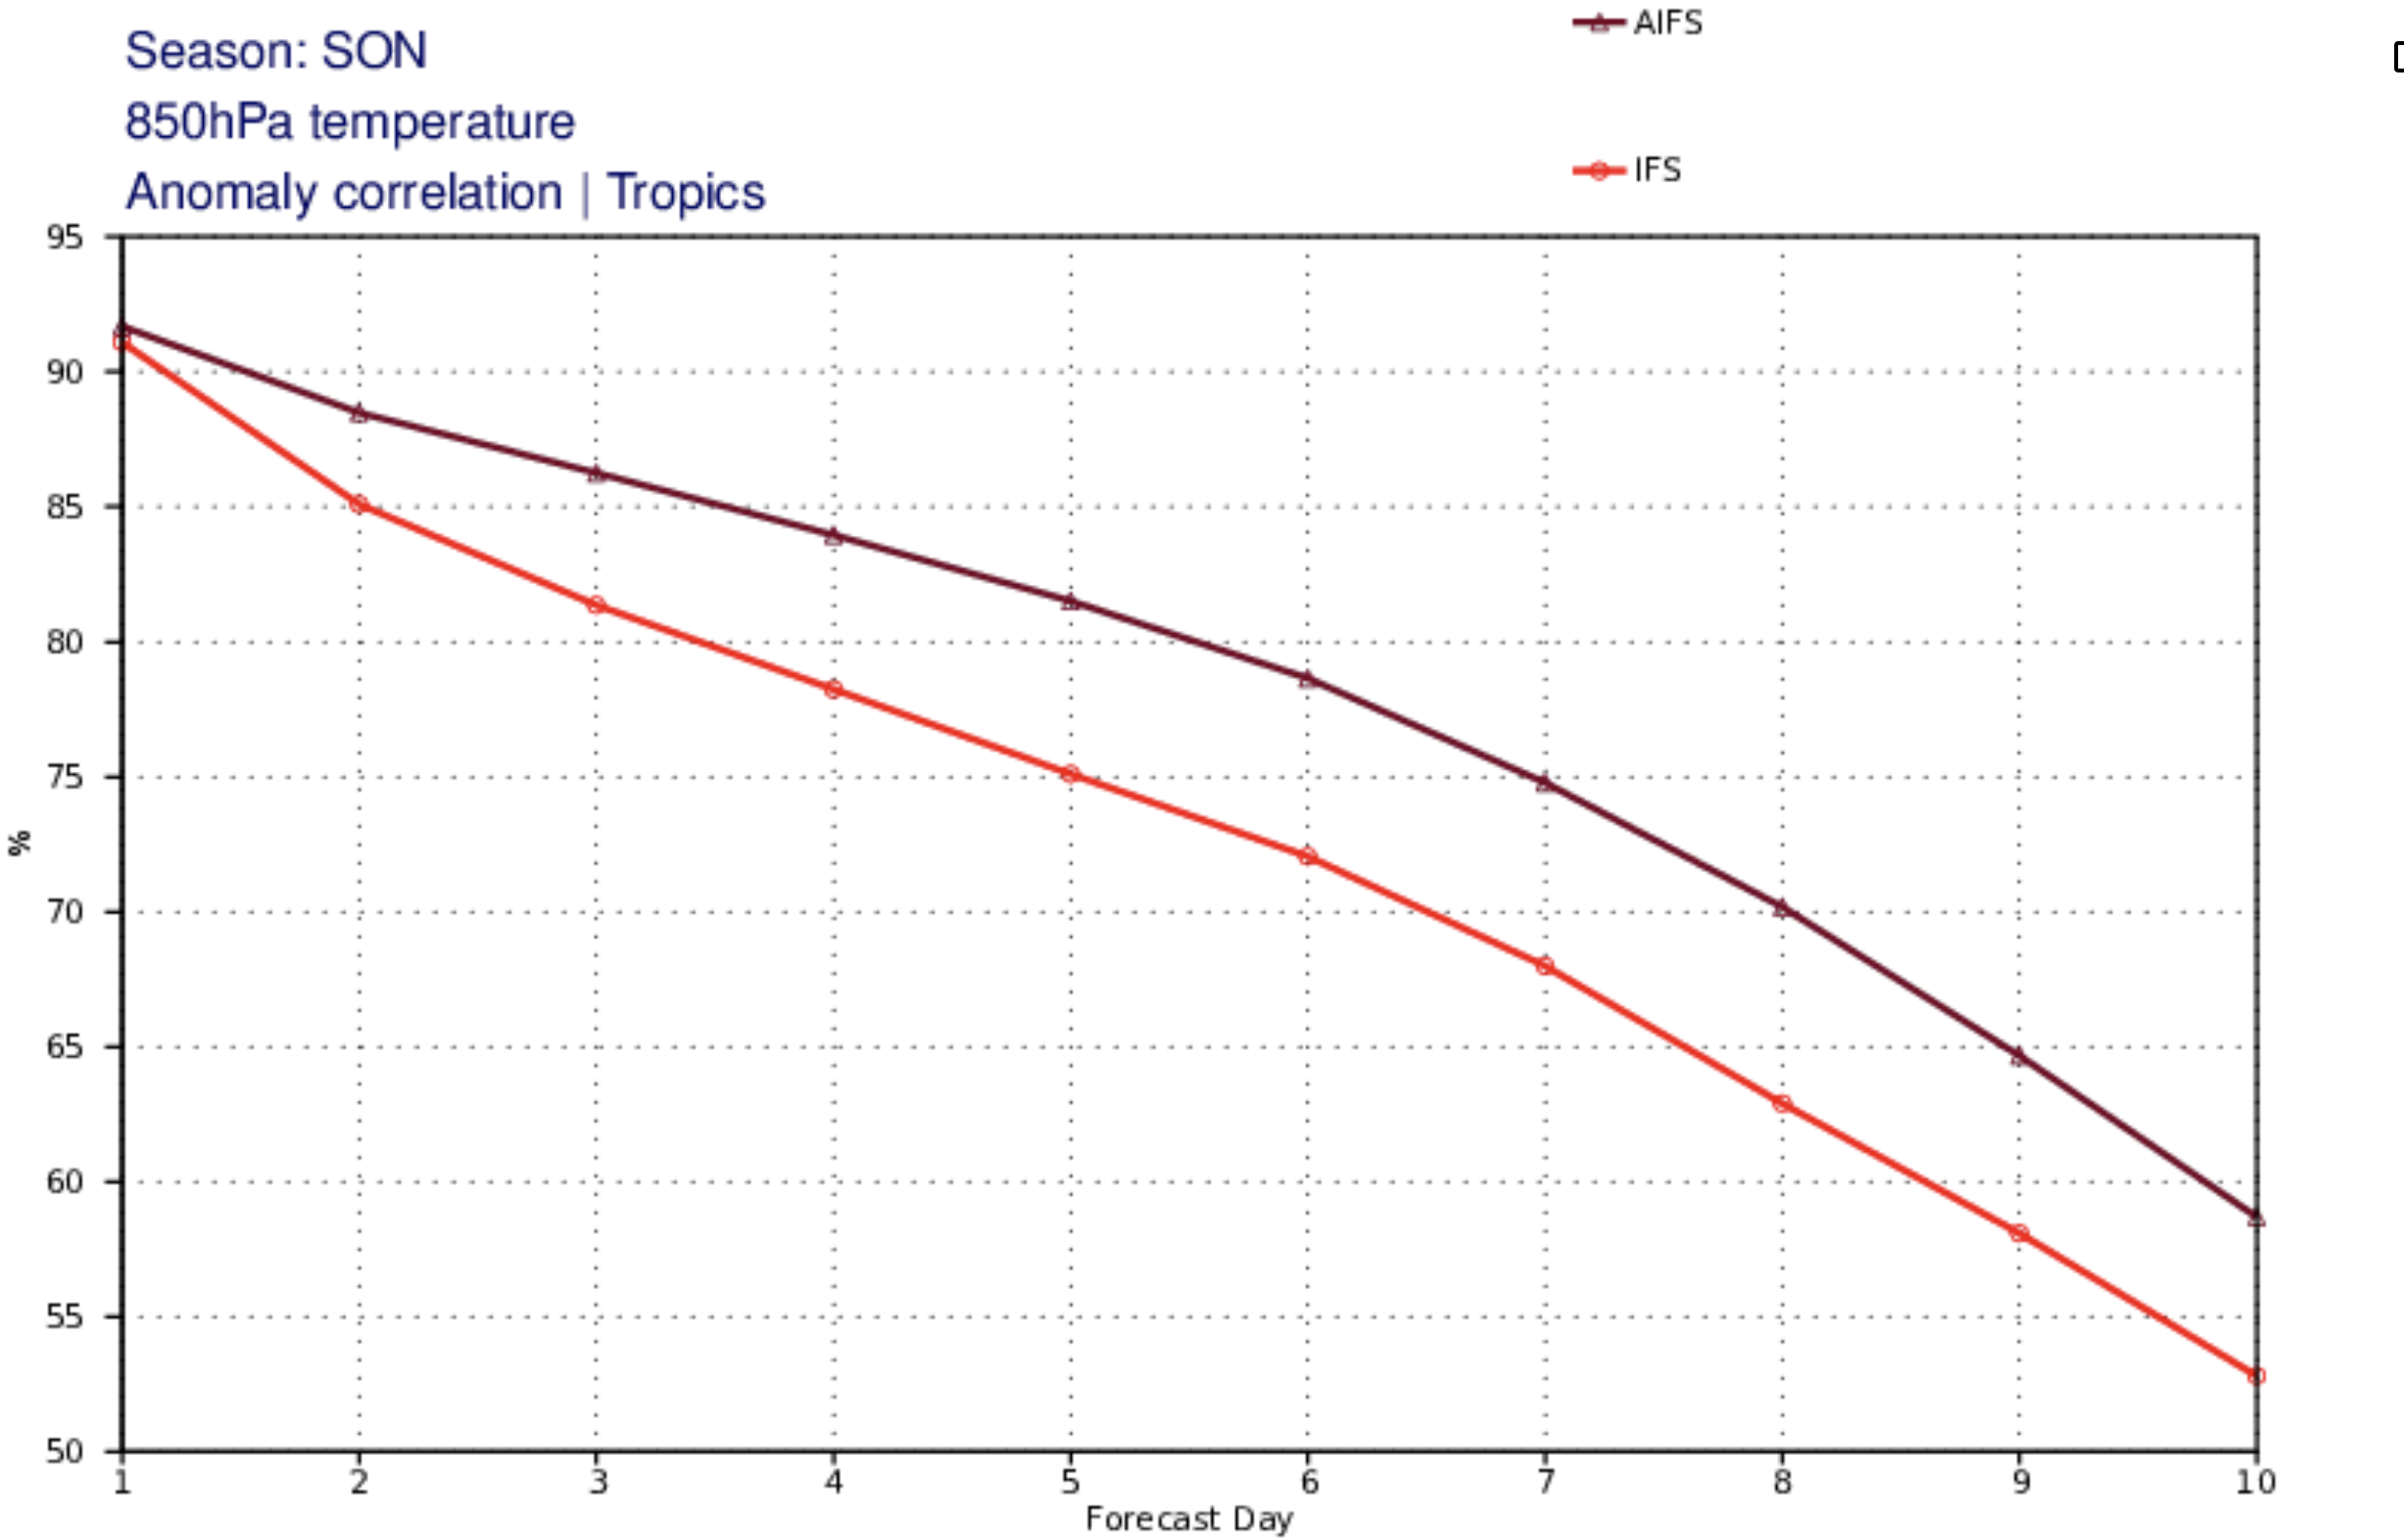 AIFS
Season: SON
850hPa temperature
IFS
Anomaly correlation | Tropics
95
90
85
80
75
%
70
65
60
55
50
1 2 3 4 5 6 7 8 9 10
Forecast Day